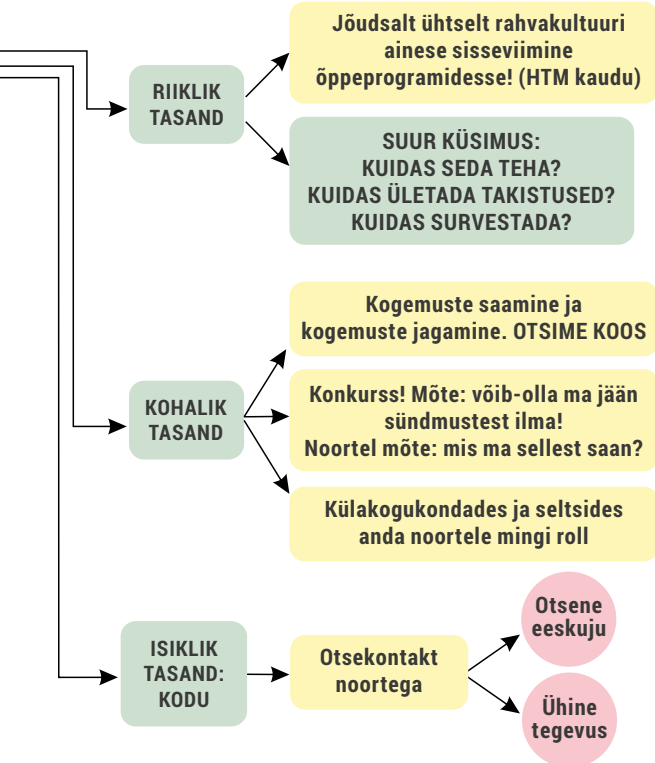 RIIKLIK
TASAND
Jõudsalt ühtselt rahvakultuuri
ainese sisseviimine
õppeprogramidesse! (HTM kaudu)
SUUR KÜSIMUS:
KUIDAS SEDA TEHA?
KUIDAS ÜLETADA TAKISTUSED?
KUIDAS SURVESTADA?
KOHALIK
TASAND
Kogemuste saamine ja
kogemuste jagamine. OTSIME KOOS
Konkurss! Mõte: võib-olla ma jään
sündmustest ilma!
Noortel mõte: mis ma sellest saan?
Külakogukondades ja seltsides
anda noortele mingi roll
ISIKLIK
TASAND:
KODU
Otsekontakt
noortega
Otsene
eeskuju
Ühine
tegevus